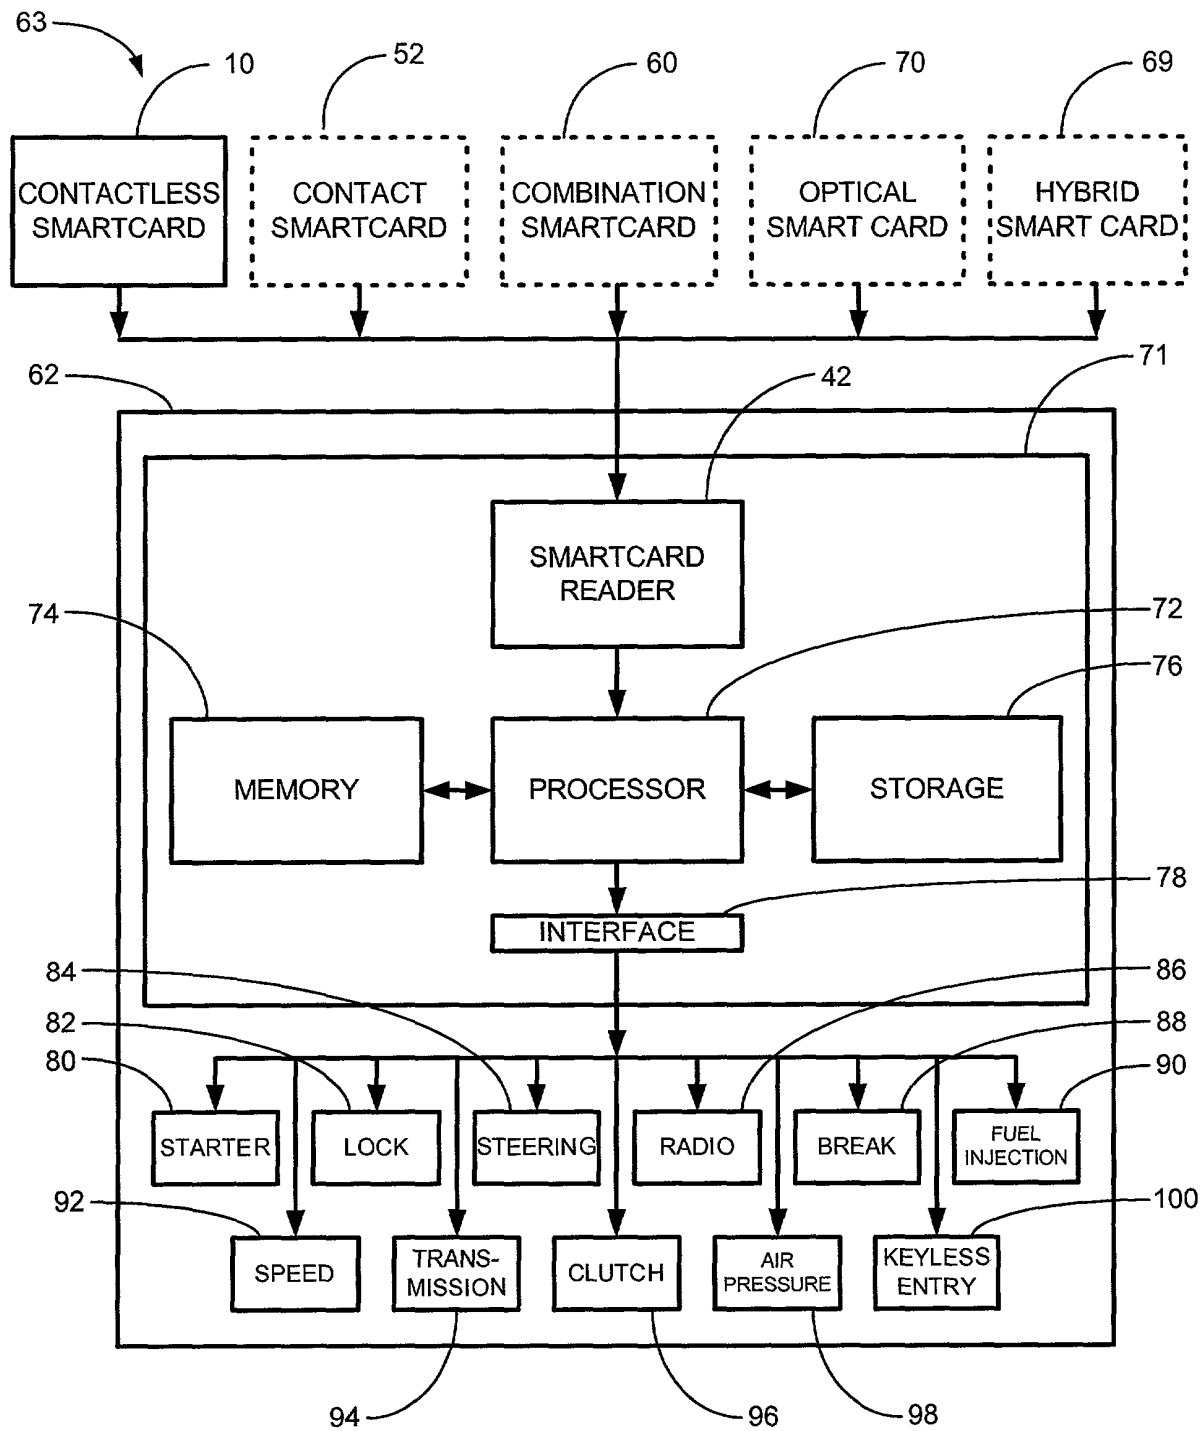 63
10
52
60
70
69
CONTACTLESS
SMARTCARD
CONTACT
SMARTCARD
COMBINATION
SMARTCARD
OPTICAL
SMART CARD
HYBRID
SMART CARD
62
42
71
SMARTCARD
READER
74
72
76
MEMORY
PROCESSOR
STORAGE
78
INTERFACE
84
86
82
88
80
90
STARTER
LOCK
STEERING
RADIO
BREAK
FUEL
INJECTION
92
100
SPEED
TRANS-
MISSION
CLUTCH
AIR
PRESSURE
KEYLESS
ENTRY
94
96
98